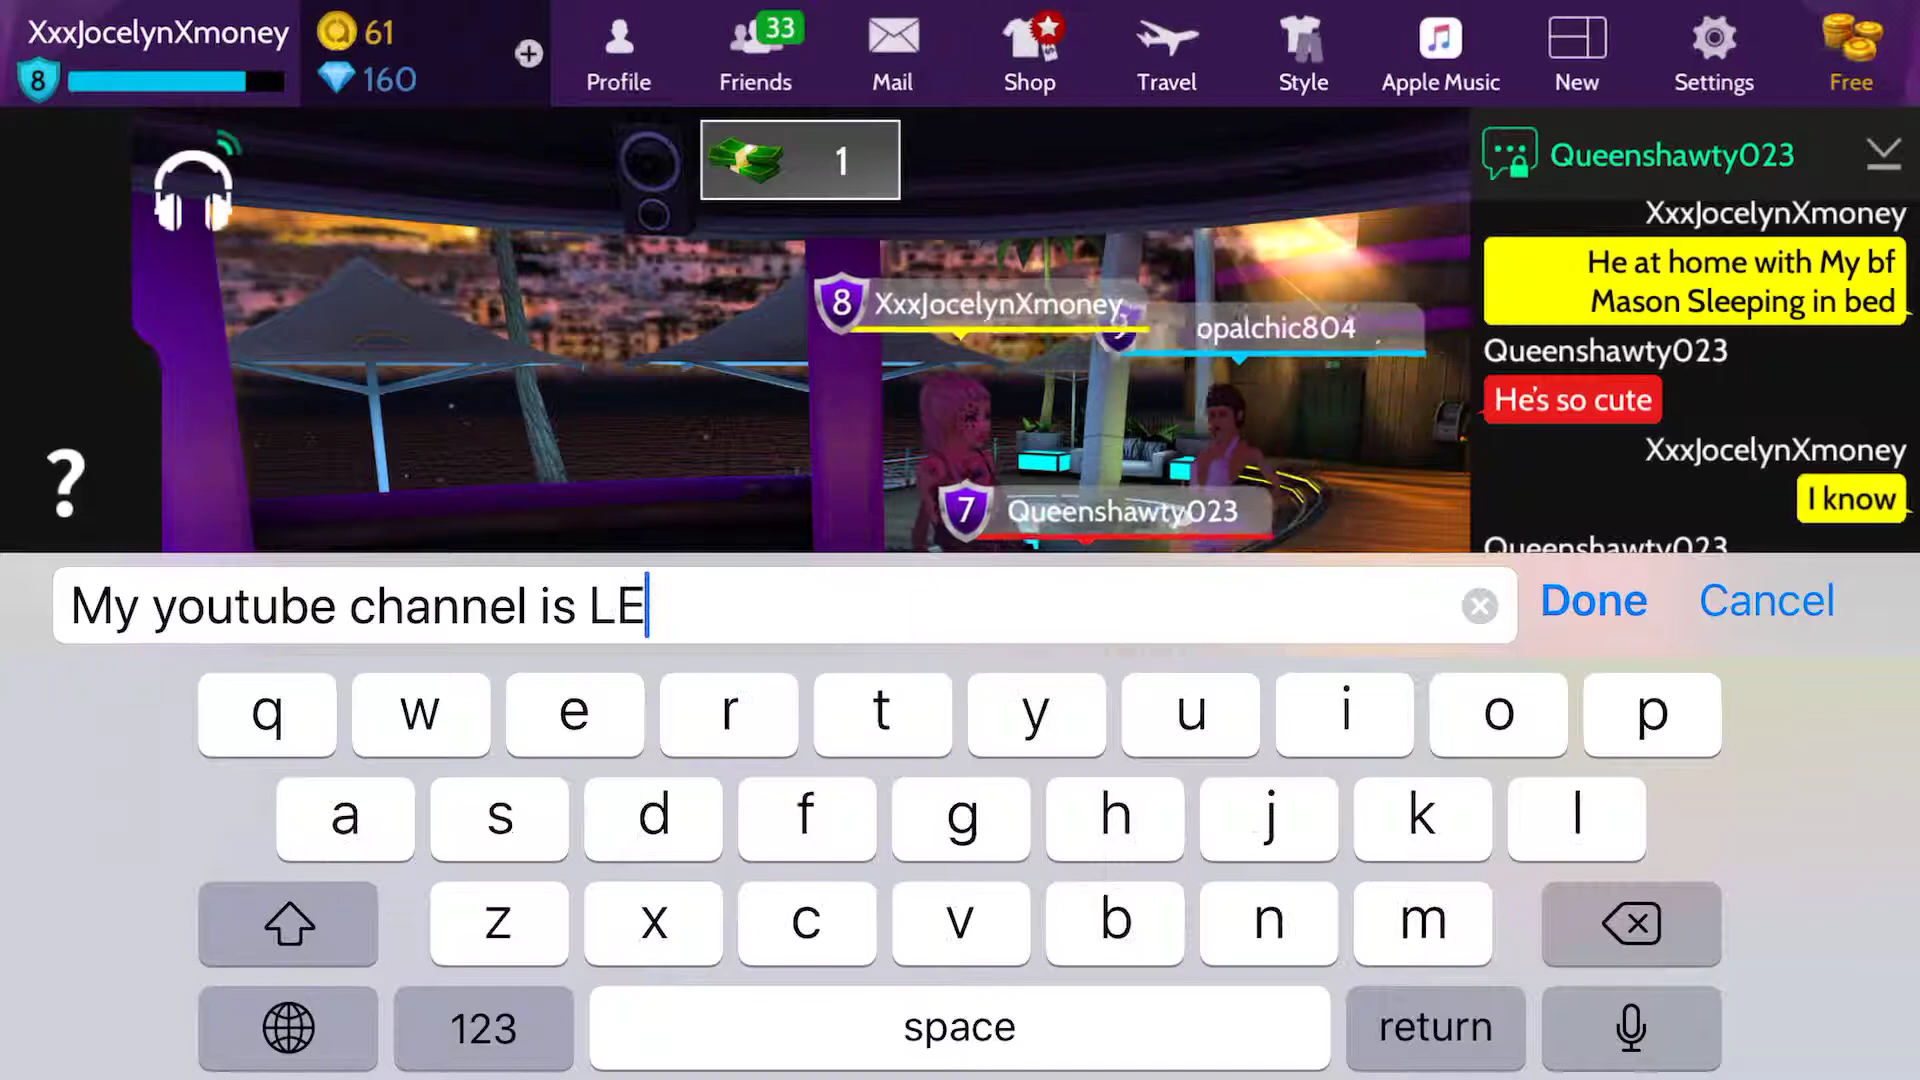 XxxJocelynXmoney
8
61
160
Profile
33
Friends
Mail
Shop
Travel
Style
Apple Music
New
Settings
Free
1
8 XxxJocelynXmoney
opalchic804
7 Queenshawty023
?
Queenshawty023
XxxJocelynXmoney
He at home with My bf
Mason Sleeping in bed
Queenshawty023
He's so cute
XxxJocelynXmoney
I know
Queenshawty023
My youtube channel is LE
Done
Cancel
q w e r t y u i o p
a s d f g h j k l
z x c v b n m
123
space
return